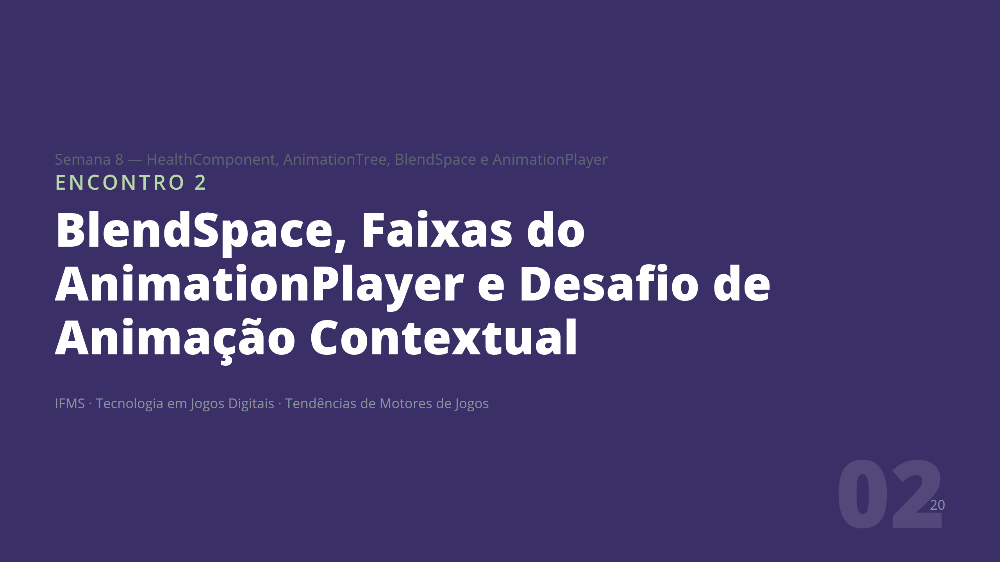 Semana 8 — HealthComponent, AnimationTree, BlendSpace e AnimationPlayer
ENCONTRO 2
BlendSpace, Faixas do
AnimationPlayer e Desafio de
Animação Contextual
IFMS · Tecnologia em Jogos Digitais · Tendências de Motores de Jogos
02
20